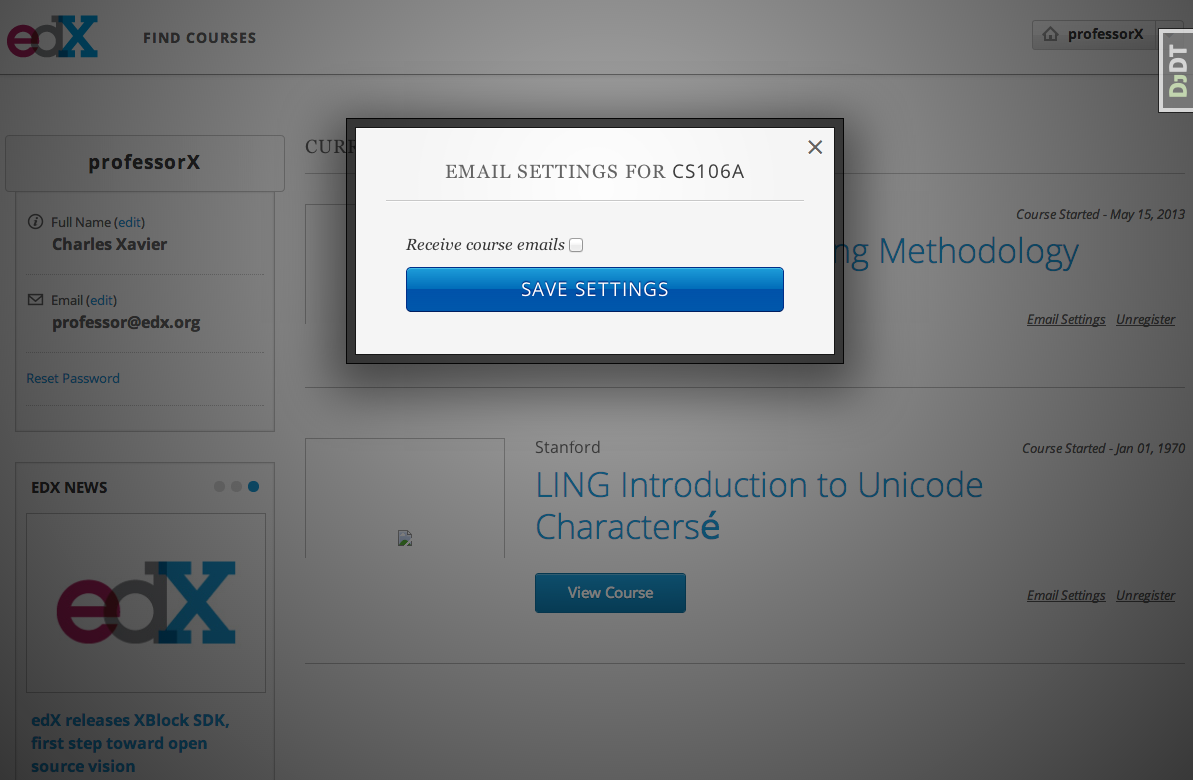 edX
FIND COURSES
professorX
DjDT
professorX
Full Name (edit)
Charles Xavier
Email (edit)
professor@edx.org
Reset Password
EDX NEWS
edX
edX releases XBlock SDK,
first step toward open
source vision
EMAIL SETTINGS FOR CS106A
Receive course emails
SAVE SETTINGS
Course Started - May 15, 2013
Methodology
Email Settings Unregister
Stanford
Course Started - Jan 01, 1970
LING Introduction to Unicode
Charactersé
View Course
Email Settings Unregister